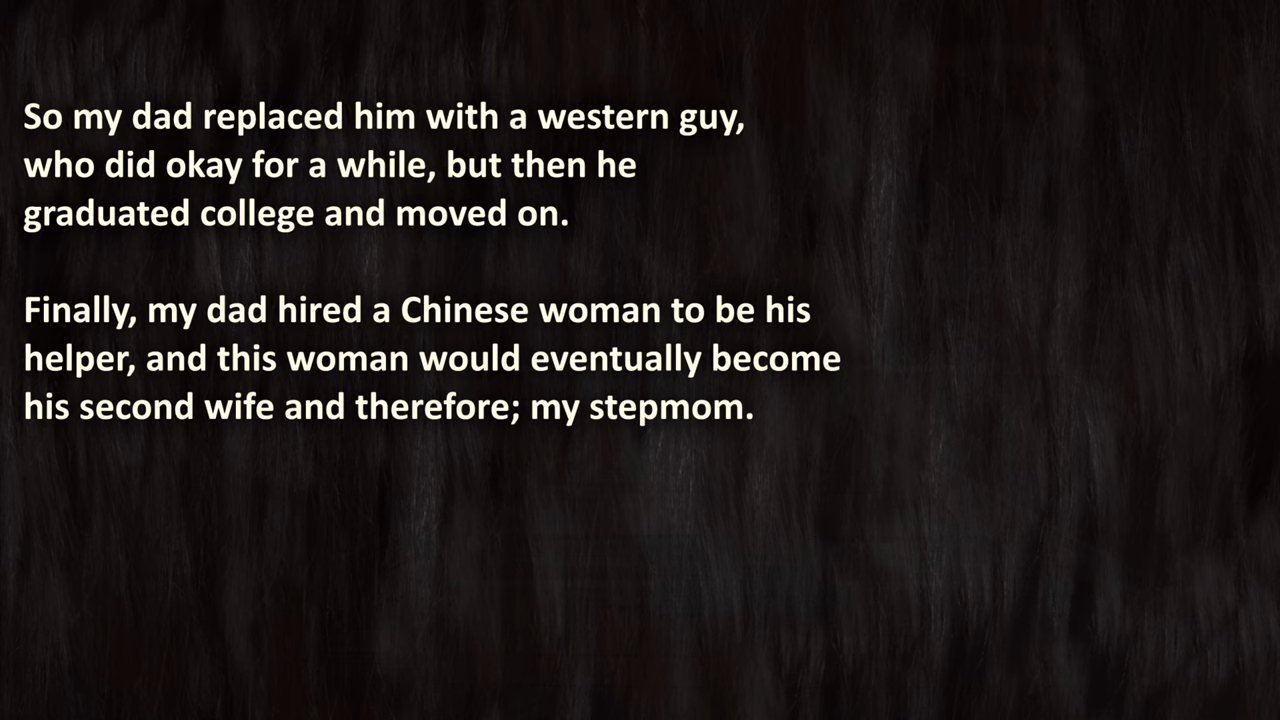 So my dad replaced him with a western guy,
who did okay for a while, but then he
graduated college and moved on.
Finally, my dad hired a Chinese woman to be his
helper, and this woman would eventually become
his second wife and therefore; my stepmom.